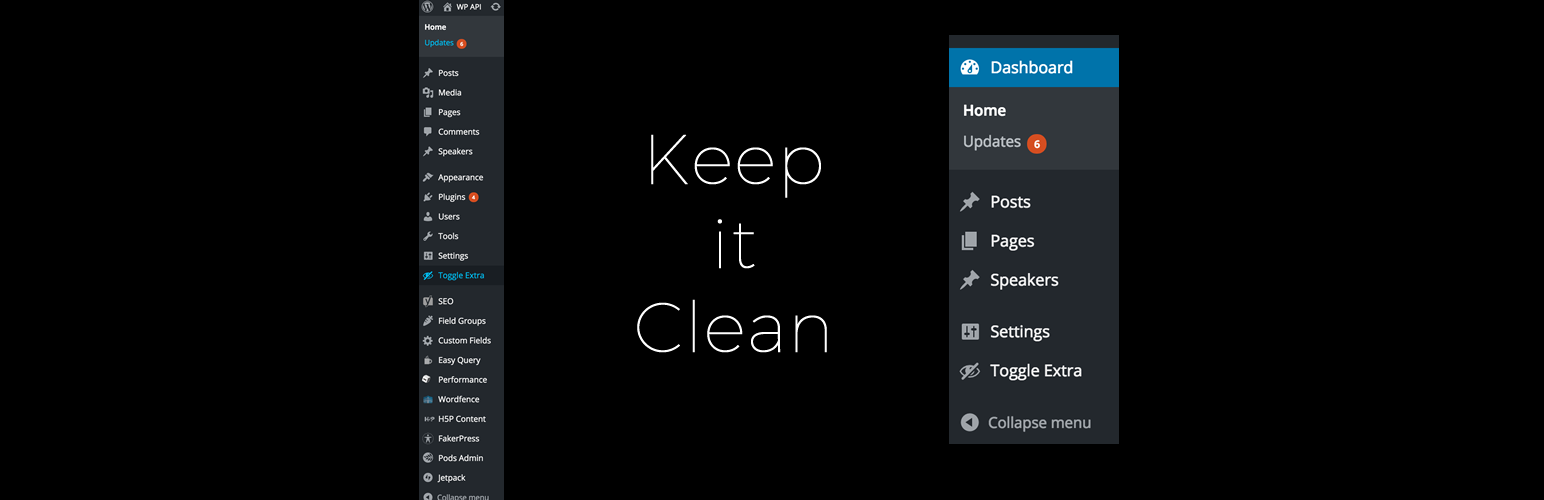 WP API
Home
Updates 6
Posts
Media
Pages
Comments
Speakers
Appearance
Plugins 4
Users
Tools
Settings
Toggle Extra
SEO
Field Groups
Custom Fields
Easy Query
Performance
Wordfence
H5P Content
FakerPress
Pods Admin
Jetpack
Collapse menu
Keep
it
Clean
Dashboard
Home
Updates 6
Posts
Pages
Speakers
Settings
Toggle Extra
Collapse menu